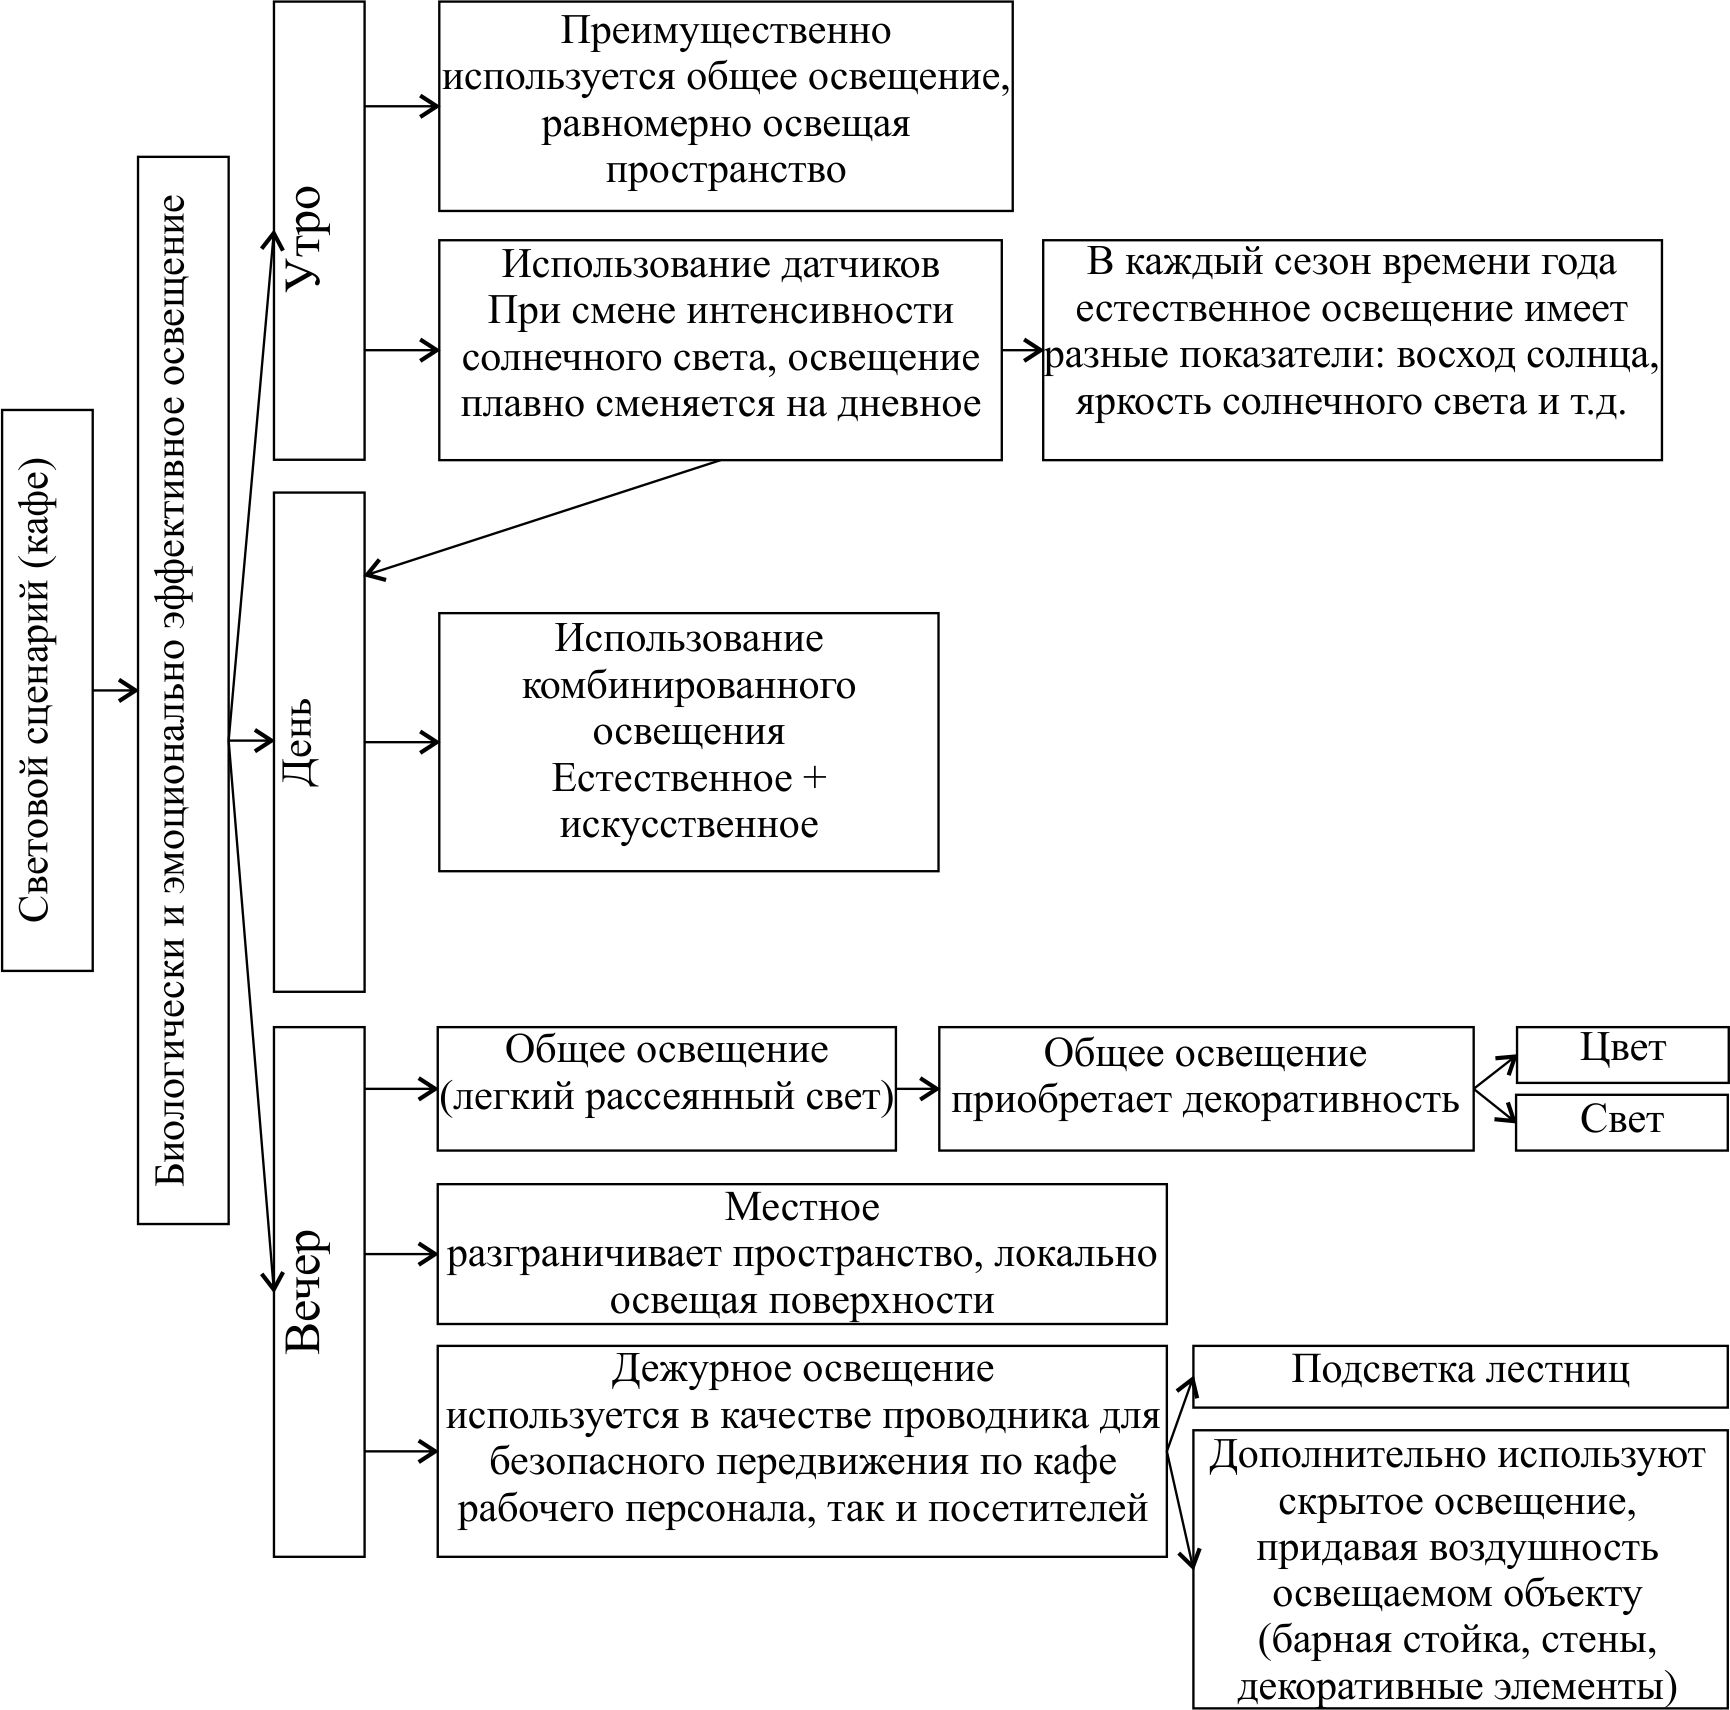 Световой сценарий (кафе)
Биологически и эмоционально эффективное освещение
Утро
Преимущественно
используется общее освещение,
равномерно освещая
пространство
Использование датчиков
При смене интенсивности
солнечного света, освещение
плавно сменяется на дневное
В каждый сезон времени года
естественное освещение имеет
разные показатели: восход солнца,
яркость солнечного света и т.д.
День
Использование
комбинированного
освещения
Естественное +
искусственное
Вечер
Общее освещение
(легкий рассеянный свет)
Общее освещение
приобретает декоративность
Цвет
Свет
Местное
разграничивает пространство, локально
освещая поверхности
Дежурное освещение
используется в качестве проводника для
безопасного передвижения по кафе
рабочего персонала, так и посетителей
Подсветка лестниц
Дополнительно используют
скрытое освещение,
придавая воздушность
освещаемом объекту
(барная стойка, стены,
декоративные элементы)